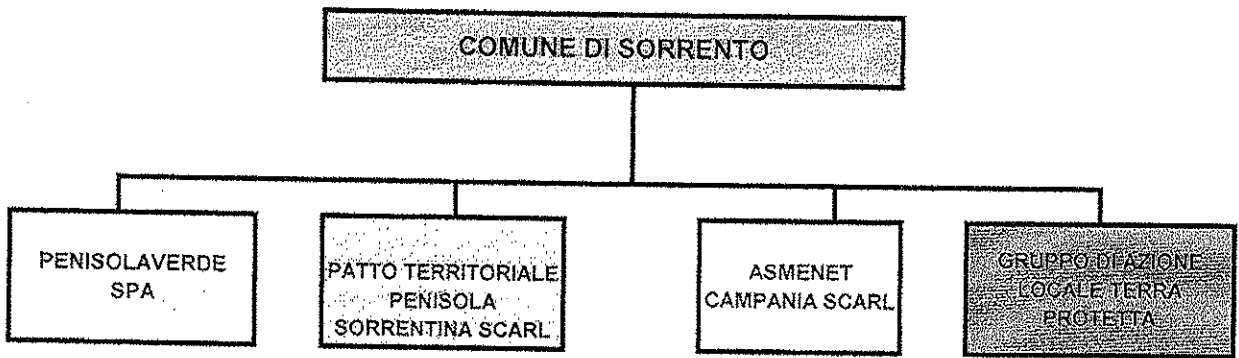 COMUNE DI SORRENTO
PENISOLAVERDE
SPA
PATTO TERRITORIALE
PENISOLA
SORRENTINA SCARL
ASMENET
CAMPANIA SCARL
GRUPPO DI AZIONE
LOCALE TERRA
PROTETTA